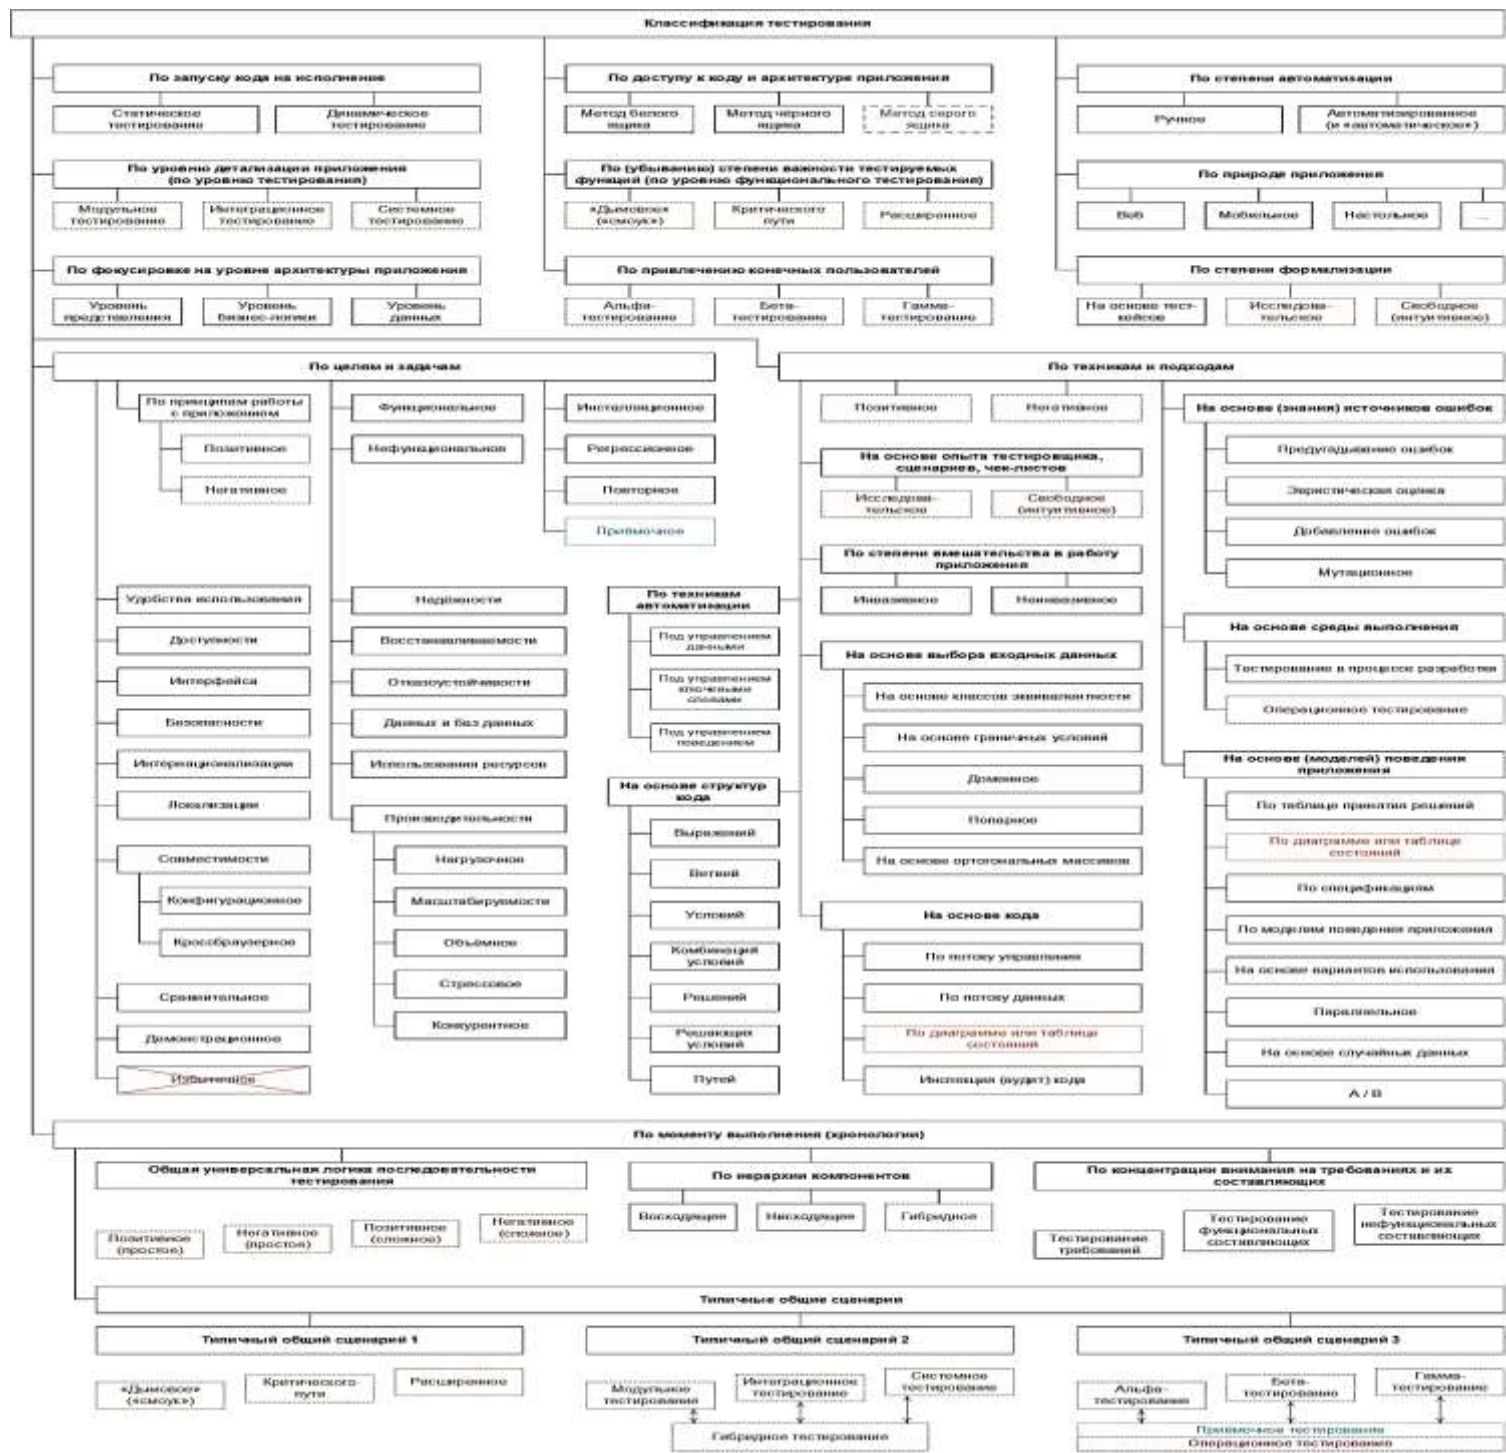 Классификация тестирования
По запуску кода на исполнение
Статическое
тестирование
Динамическое
тестирование
По доступу к коду и архитектуре приложения
Метод белого
ящика
Метод чёрного
ящика
Метод серого
ящика
По степени автоматизации
Ручное
Автоматизированное
(и «автоматическое»)
По уровню детализации приложения
(по уровню тестирования)
Модульное
тестирование
Интеграционное
тестирование
Системное
тестирование
По (убыванию) степени важности тестируемых
функций (по уровню функционального тестирования)
«Дымовое»
(«смоук»)
Критического
пути
Расширенное
По природе приложения
Веб
Мобильное
Настольное
...
По фокусировке на уровне архитектуры приложения
Уровень
представления
Уровень
бизнес-логики
Уровень
данных
По привлечению конечных пользователей
Альфа-
тестирование
Бета-
тестирование
Гамма-
тестирование
По степени формализации
На основе тест-
кейсов
Исследова-
тельское
Свободное
(интуитивное)
По целям и задачам
По принципам работы
с приложением
Позитивное
Негативное
Функциональное
Нефункциональное
Инсталляционное
Регрессионное
Повторное
Приёмочное
Удобства использования
Доступности
Интерфейса
Безопасности
Интернационализации
Локализации
Совместимости
Конфигурационное
Кроссбраузерное
Сравнительное
Демонстрационное
Избыточное
Надёжности
Восстанавливаемости
Отказоустойчивости
Данных и баз данных
Использования ресурсов
Производительности
Нагрузочное
Масштабируемости
Объёмное
Стрессовое
Конкурентное
По техникам и подходам
Позитивное
Негативное
На основе опыта тестировщика,
сценариев, чек-листов
Исследова-
тельское
Свободное
(интуитивное)
По степени вмешательства в работу
приложения
Инвазивное
Неинвазивное
По техникам
автоматизации
Под управлением
данными
Под управлением
ключевыми
словами
Под управлением
поведением
На основе структур
кода
Выражений
Ветвей
Условий
Комбинаций
условий
Решений
Решающих
условий
Путей
На основе выбора входных данных
На основе классов эквивалентности
На основе граничных условий
Доменное
Попарное
На основе ортогональных массивов
На основе кода
По потоку управления
По потоку данных
По диаграмме или таблице
состояний
Инспекция (аудит) кода
На основе (знания) источников ошибок
Предугадывание ошибок
Эвристическая оценка
Добавление ошибок
Мутационное
На основе среды выполнения
Тестирование в процессе разработки
Операционное тестирование
На основе (моделей) поведения
приложения
По таблице принятия решений
По диаграмме или таблице
состояний
По спецификациям
По моделям поведения приложения
На основе вариантов использования
Параллельное
На основе случайных данных
A / B
По моменту выполнения (хронологии)
Общая универсальная логика последовательности
тестирования
Позитивное
(простое)
Негативное
(простое)
Позитивное
(сложное)
Негативное
(сложное)
По иерархии компонентов
Восходящее
Нисходящее
Гибридное
По концентрации внимания на требованиях и их
составляющих
Тестирование
требований
Тестирование
функциональных
составляющих
Тестирование
нефункциональных
составляющих
Типичные общие сценарии
Типичный общий сценарий 1
«Дымовое»
(«смоук»)
Критического
пути
Расширенное
Типичный общий сценарий 2
Модульное
тестирование
Интеграционное
тестирование
Системное
тестирование
Гибридное тестирование
Типичный общий сценарий 3
Альфа-
тестирование
Бета-
тестирование
Гамма-
тестирование
Приёмочное тестирование
Операционное тестирование